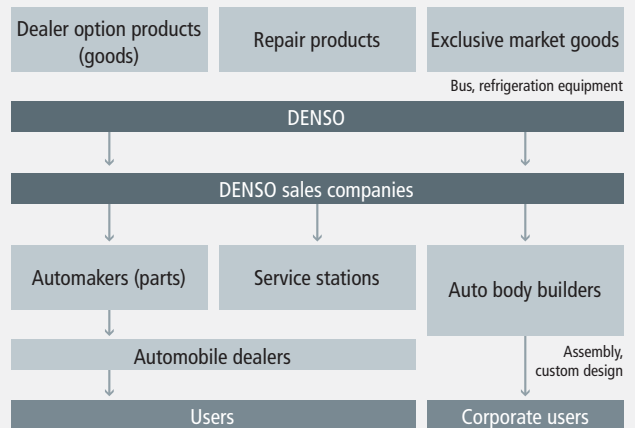 Dealer option products
(goods)
Repair products
Exclusive market goods
Bus, refrigeration equipment
DENSO
DENSO sales companies
Automakers (parts)
Service stations
Auto body builders
Automobile dealers
Assembly,
custom design
Users
Corporate users